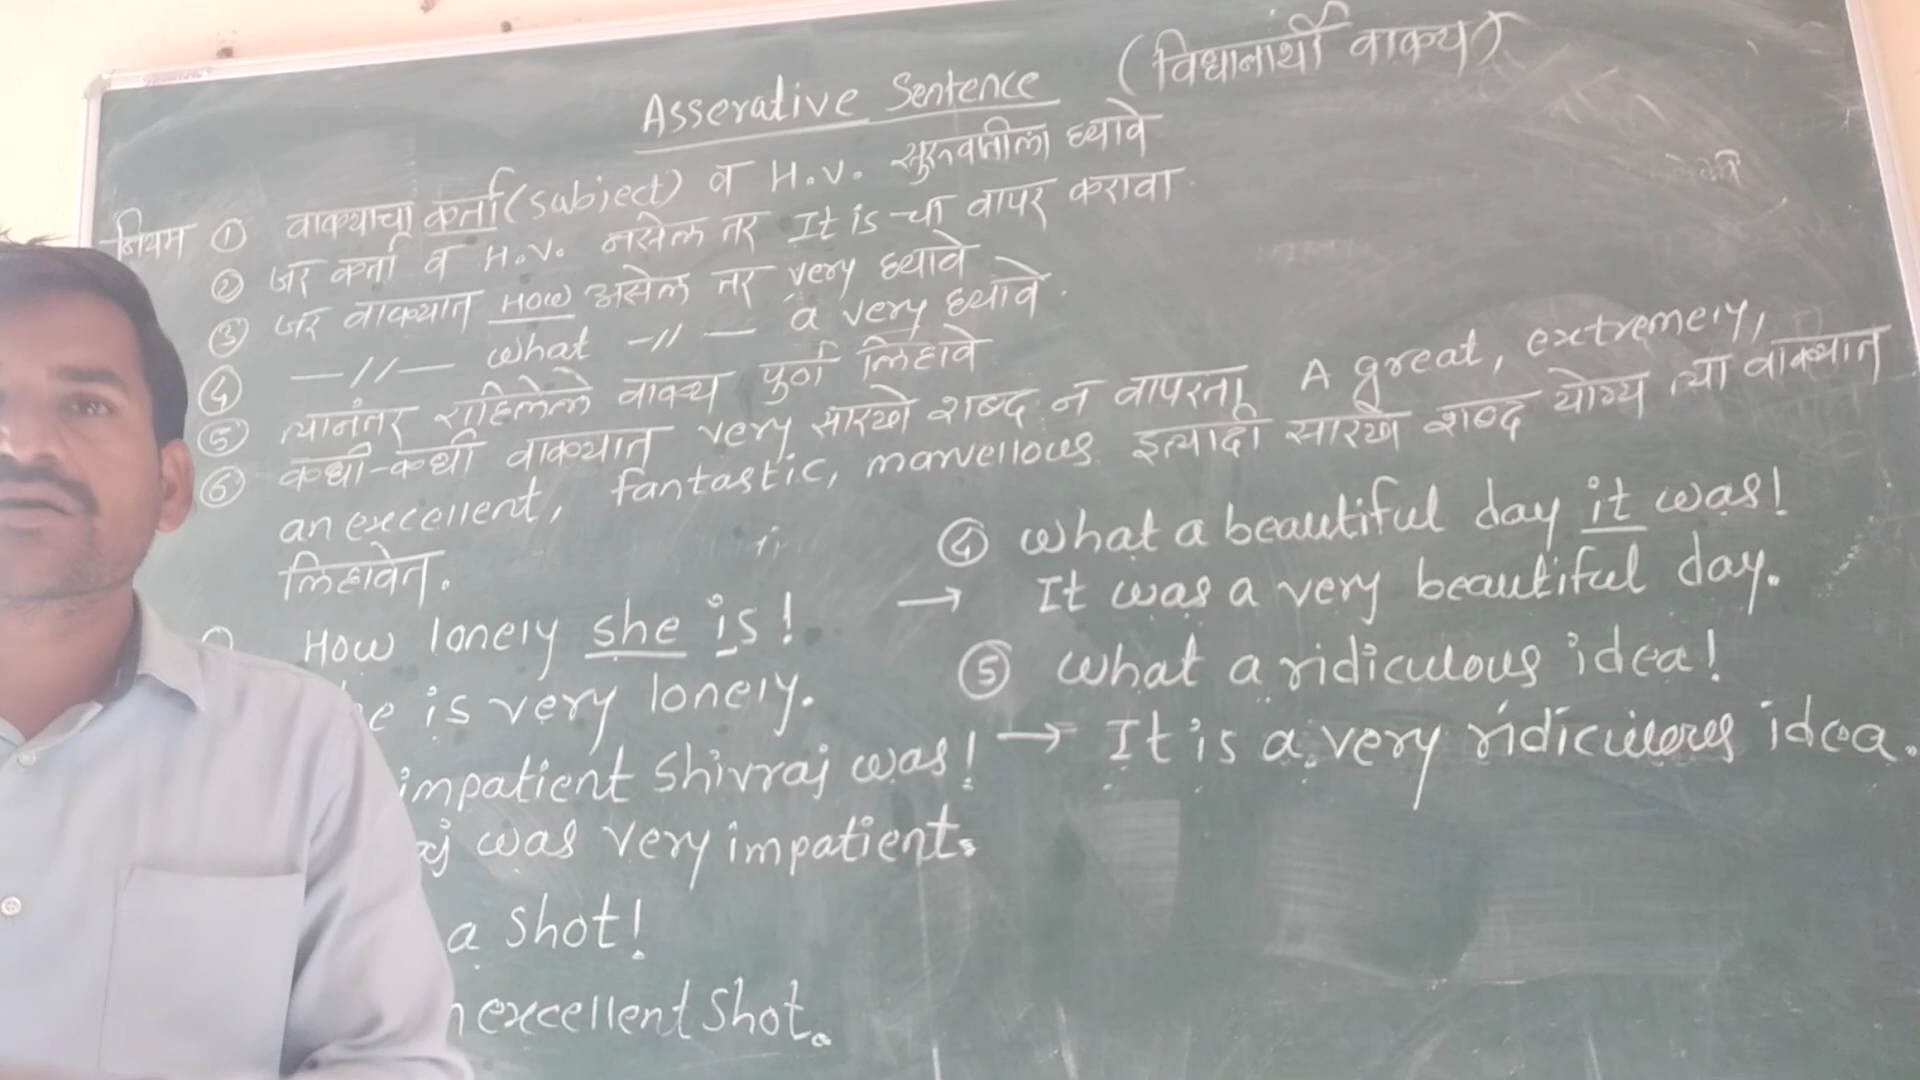 Asserative Sentence (विधानार्थी वाक्य)
नियम ① वाक्याचा कर्ता (subject) व H.V. सुरुवातीला घ्यावे
② जर कर्ता व H.V. नसेल तर It is चा वापर करावा
③ जर वाक्यात How असेल तर very घ्यावे
④ —//— what —//— a very घ्यावे.
⑤ त्यानंतर राहिलेले वाक्य पुर्ण लिहावे
⑥ कधी-कधी वाक्यात very सारखे शब्द न वापरता A great, extremely,
an excellent, fantastic, marvellous इत्यादी सारखे शब्द योग्य त्या वाक्यात
लिहावेत.
How lonely she is!
e is very lonely.
impatient Shivraj was!
aj was very impatient.
a shot!
n excellent shot.
④ What a beautiful day it was!
→ It was a very beautiful day.
⑤ What a ridiculous idea!
→ It is a very ridiculous idea.